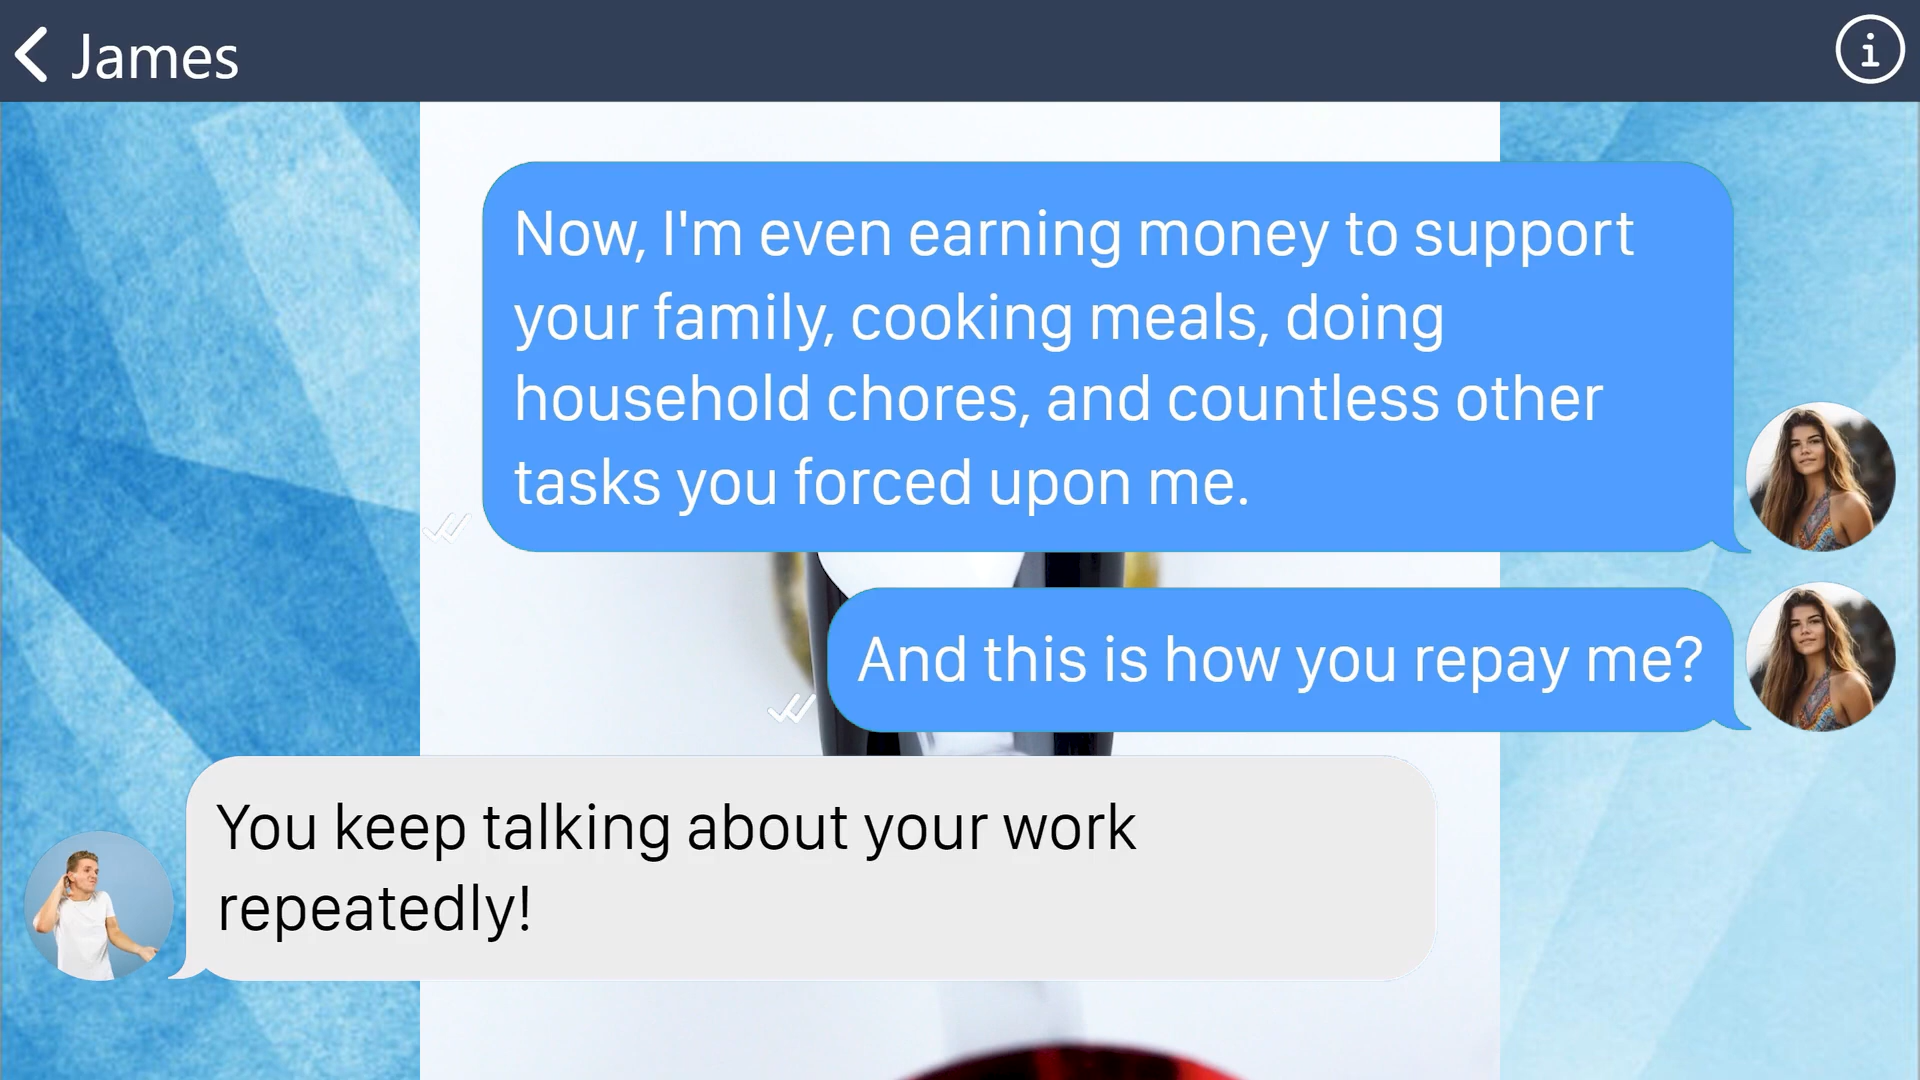 James
Now, I'm even earning money to support
your family, cooking meals, doing
household chores, and countless other
tasks you forced upon me.
And this is how you repay me?
You keep talking about your work
repeatedly!